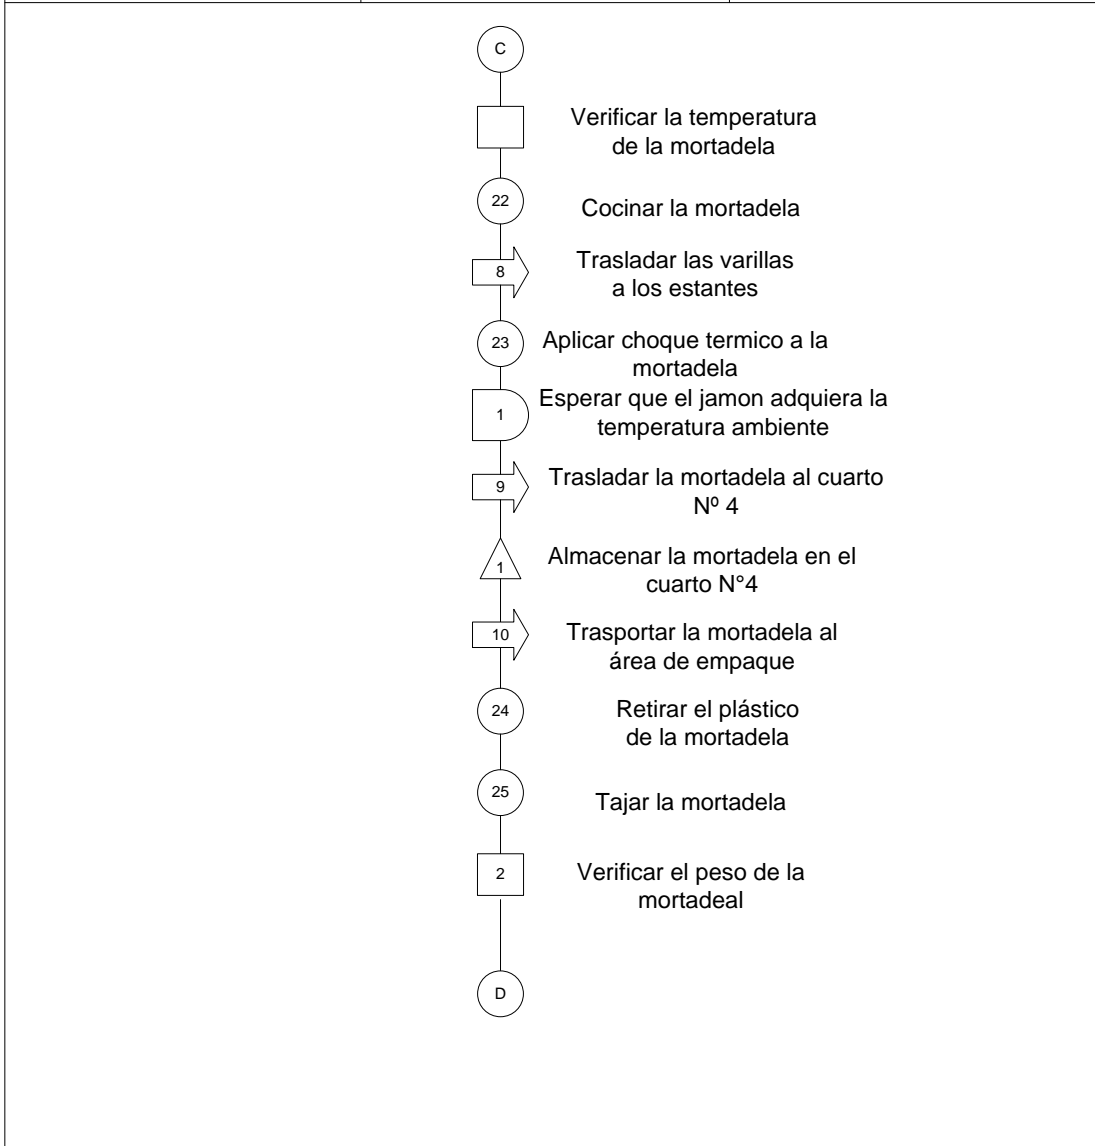 C
Verificar la temperatura
de la mortadela
22
Cocinar la mortadela
8
Trasladar las varillas
a los estantes
23
Aplicar choque termico a la
mortadela
1
Esperar que el jamon adquiera la
temperatura ambiente
9
Trasladar la mortadela al cuarto
Nº 4
1
Almacenar la mortadela en el
cuarto N°4
10
Trasportar la mortadela al
área de empaque
24
Retirar el plástico
de la mortadela
25
Tajar la mortadela
2
Verificar el peso de la
mortadeal
D